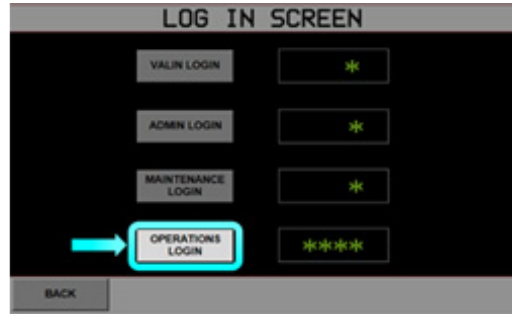 LOG IN SCREEN
VALIN LOGIN
*
ADMIN LOGIN
*
MAINTENANCE
LOGIN
*
OPERATIONS
LOGIN
****
BACK